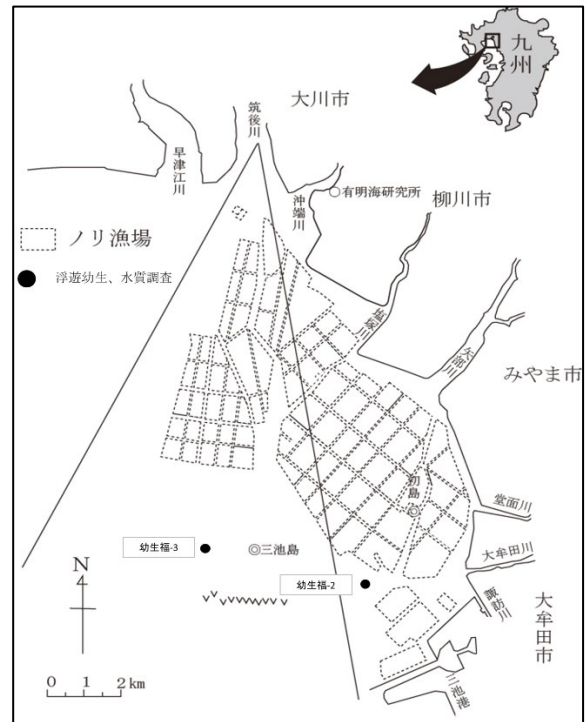 九州
大川市
筑後川
早津江川
沖端川
有明海研究所
柳川市
ノリ漁場
浮遊幼生、水質調査
塩塚川
矢部川
みやま市
初島
堂面川
幼生福-3
三池島
大牟田川
幼生福-2
諏訪川
大牟田市
N
三池港
0 1 2km